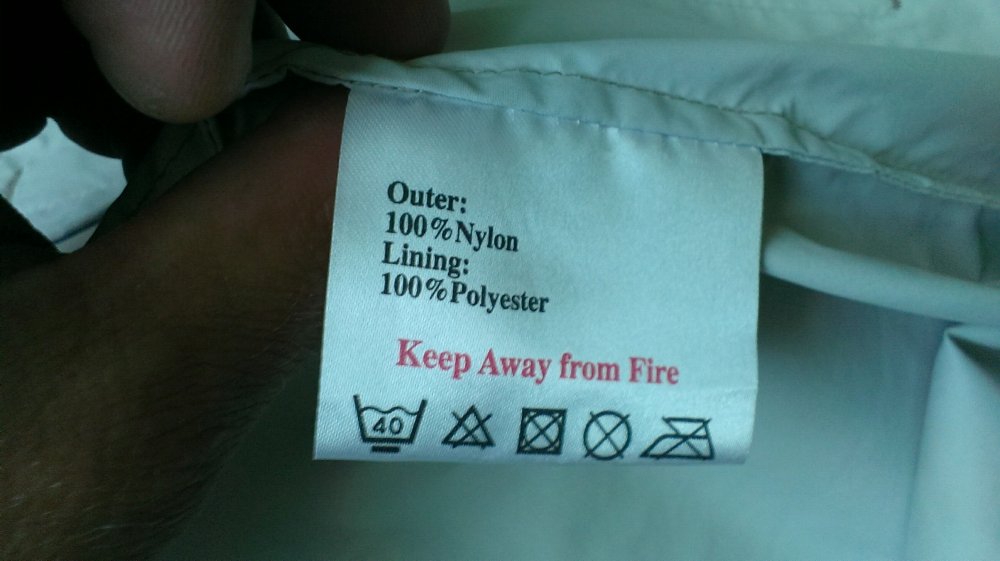 Outer:
100%Nylon
Lining:
100%Polyester
Keep Away from Fire
40